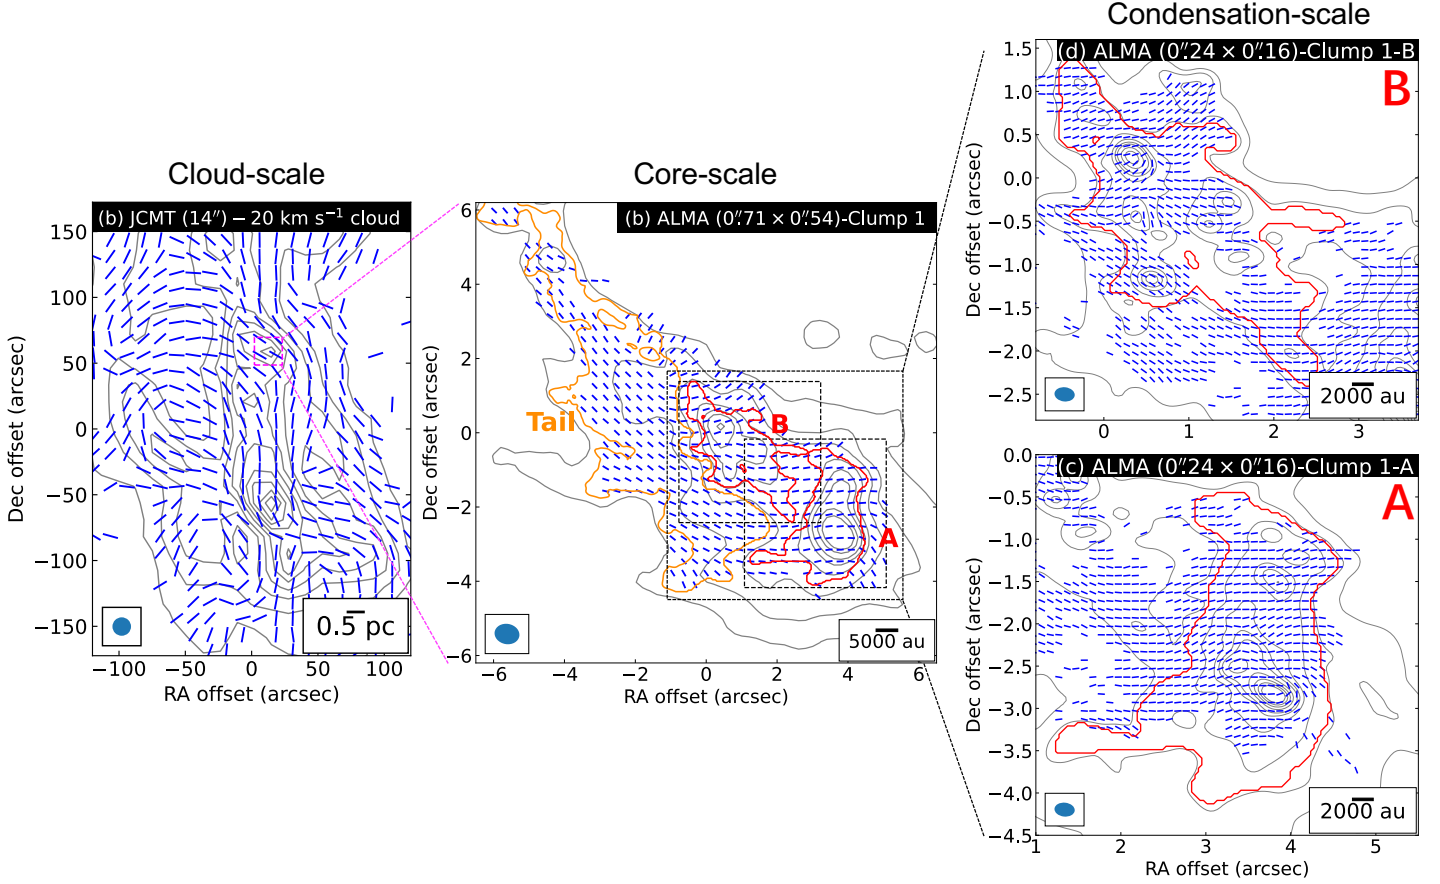 Condensation-scale
Cloud-scale
Core-scale
(b) JCMT (14″) − 20 km s⁻¹ cloud
150
100
50
0
−50
−100
−150
Dec offset (arcsec)
0.5 pc
−100 −50 0 50 100
RA offset (arcsec)
(b) ALMA (0″.71 × 0″.54)-Clump 1
6
4
2
0
−2
−4
−6
Dec offset (arcsec)
Tail
B
A
5000 au
−6 −4 −2 0 2 4 6
RA offset (arcsec)
(d) ALMA (0″.24 × 0″.16)-Clump 1-B
B
1.5
1.0
0.5
0.0
−0.5
−1.0
−1.5
−2.0
−2.5
Dec offset (arcsec)
2000 au
0 1 2 3
(c) ALMA (0″.24 × 0″.16)-Clump 1-A
A
0.0
−0.5
−1.0
−1.5
−2.0
−2.5
−3.0
−3.5
−4.0
−4.5
Dec offset (arcsec)
2000 au
1 2 3 4 5
RA offset (arcsec)